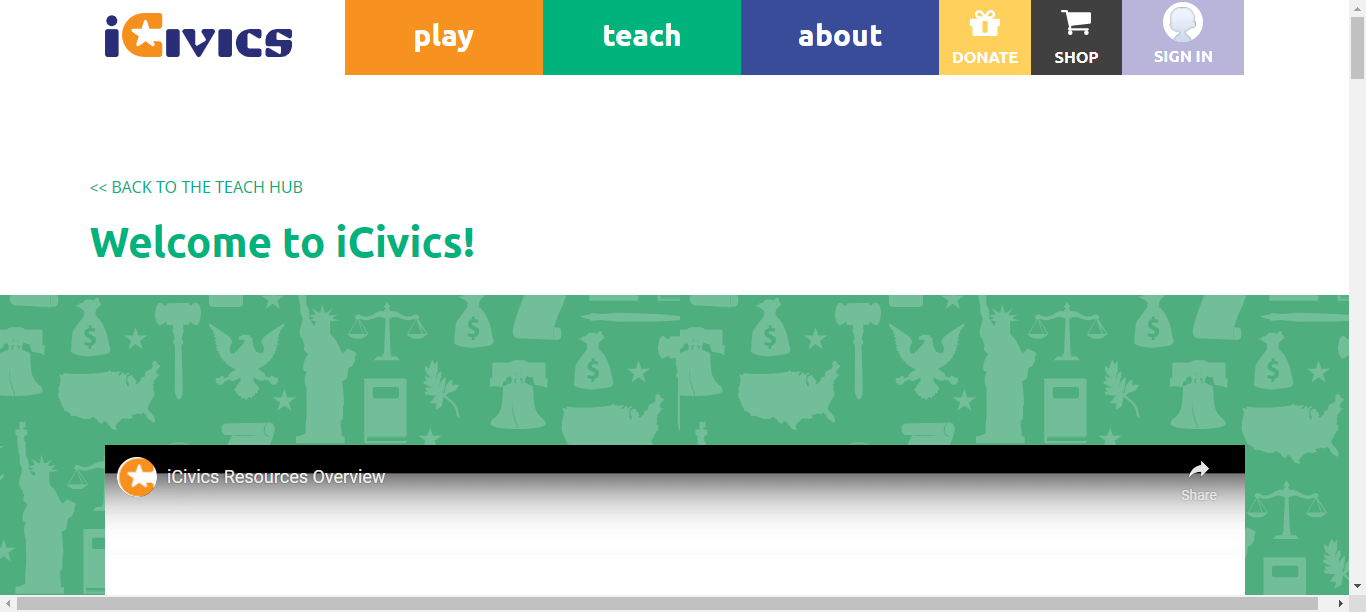 iCivics
play
teach
about
DONATE
SHOP
SIGN IN
<< BACK TO THE TEACH HUB
Welcome to iCivics!
iCivics Resources Overview
Share